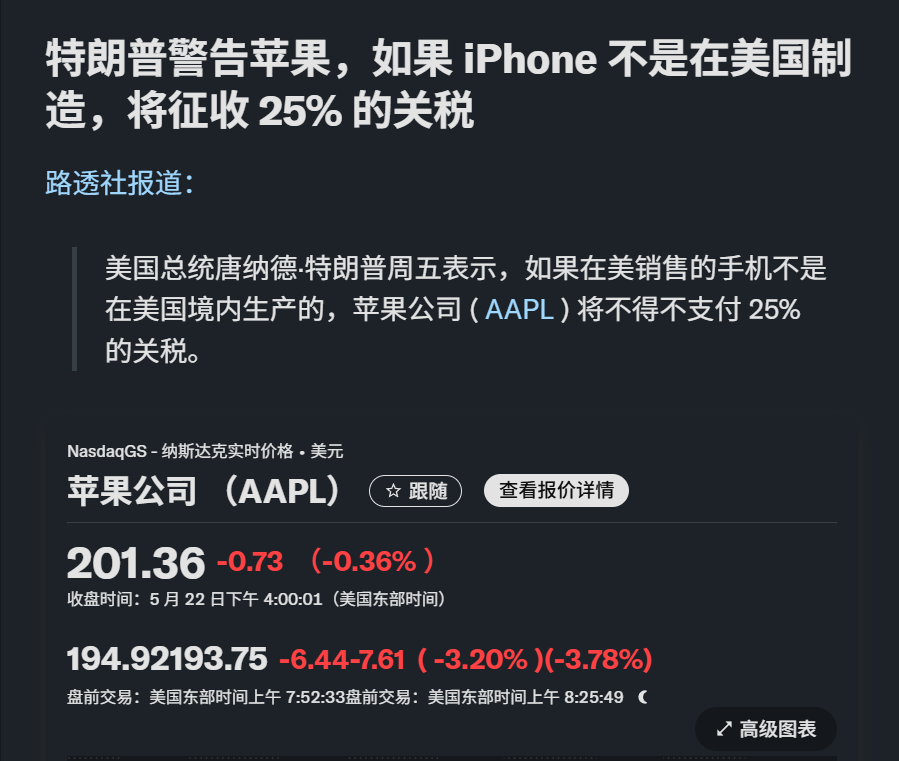 特朗普警告苹果，如果 iPhone 不是在美国制
造，将征收 25% 的关税
路透社报道：
美国总统唐纳德·特朗普周五表示，如果在美销售的手机不是
在美国境内生产的，苹果公司 ( AAPL ) 将不得不支付 25%
的关税。
NasdaqGS - 纳斯达克实时价格 • 美元
苹果公司 （AAPL） ☆ 跟随 查看报价详情
201.36 -0.73 （-0.36% ）
收盘时间：5 月 22 日下午 4:00:01（美国东部时间）
194.92193.75 -6.44-7.61 ( -3.20% )(-3.78%)
盘前交易：美国东部时间上午 7:52:33盘前交易：美国东部时间上午 8:25:49
高级图表